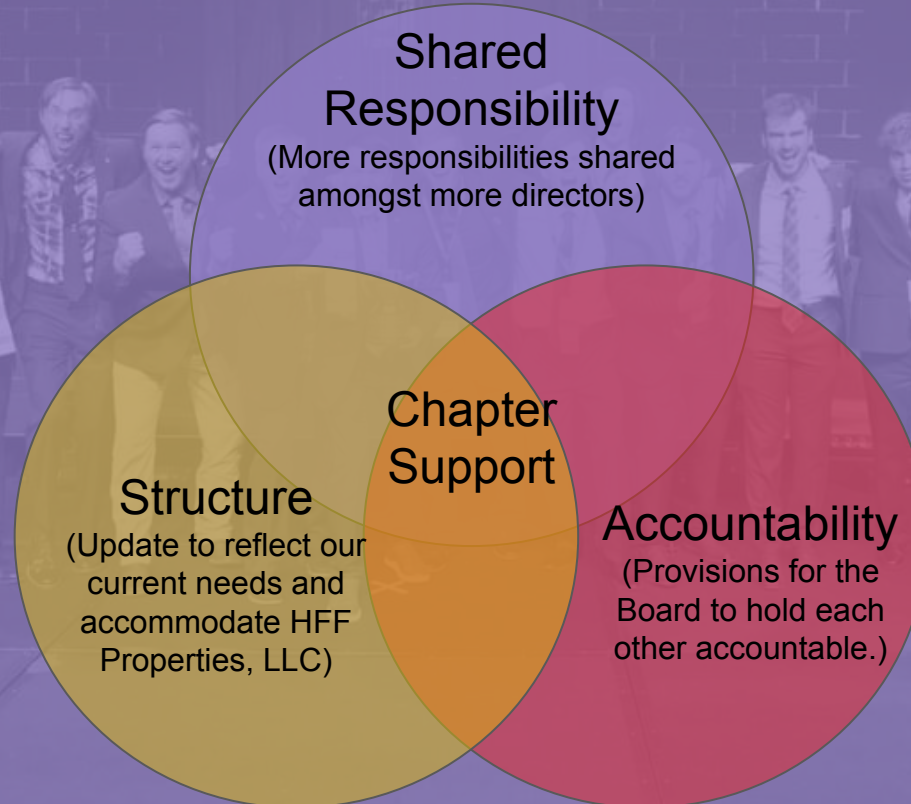 Shared
Responsibility
(More responsibilities shared
amongst more directors)
Chapter
Support
Structure
(Update to reflect our
current needs and
accommodate HFF
Properties, LLC)
Accountability
(Provisions for the
Board to hold each
other accountable.)